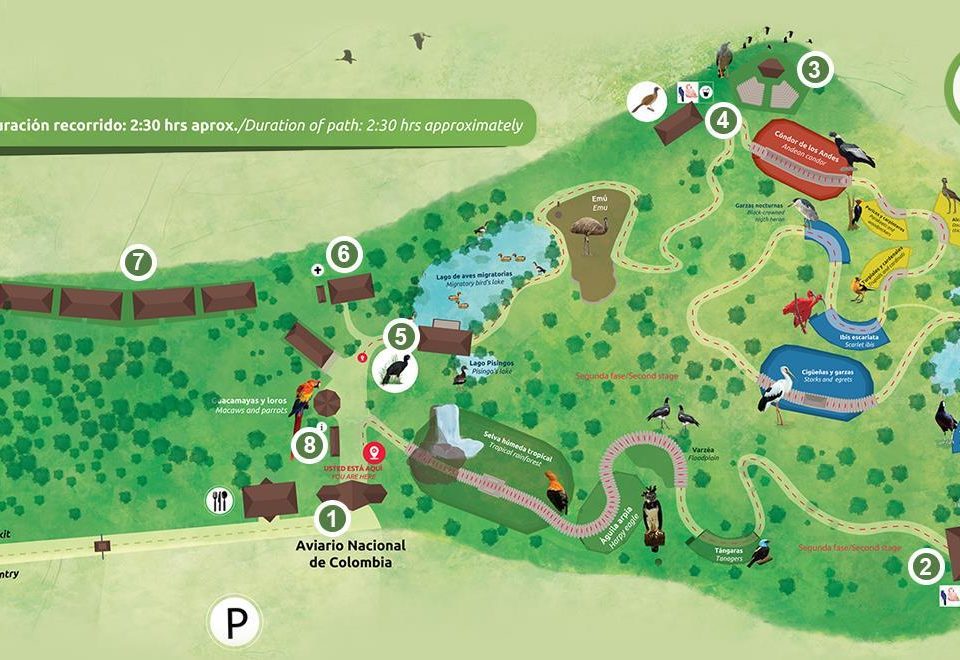 uración recorrido: 2:30 hrs aprox./Duration of path: 2:30 hrs approximately
3
4
Cóndor de los Andes
Andean condor
Garzas nocturnas
Black-crowned
nigth heron
Emú
Emu
7
6
Lago de aves migratorias
Migratory bird's lake
5
Lago Pisingos
Pisingo's lake
Segunda fase/Second stage
Ibis escarlata
Scarlet ibis
Cigüeñas y garzas
Storks and egrets
Guacamayas y loros
Macaws and parrots
8
i
USTED ESTÁ AQUÍ
YOU ARE HERE
Selva húmeda tropical
Tropical rainforest
Varzéa
Floodplain
Águila arpía
Harpy eagle
Tángaras
Tanagers
Segunda fase/Second stage
2
1
Aviario Nacional
de Colombia
xit
ntry
P